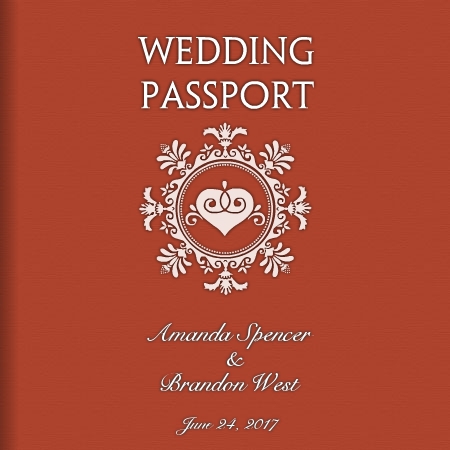 WEDDING
PASSPORT
Amanda Spencer
&
Brandon West
June 24, 2017